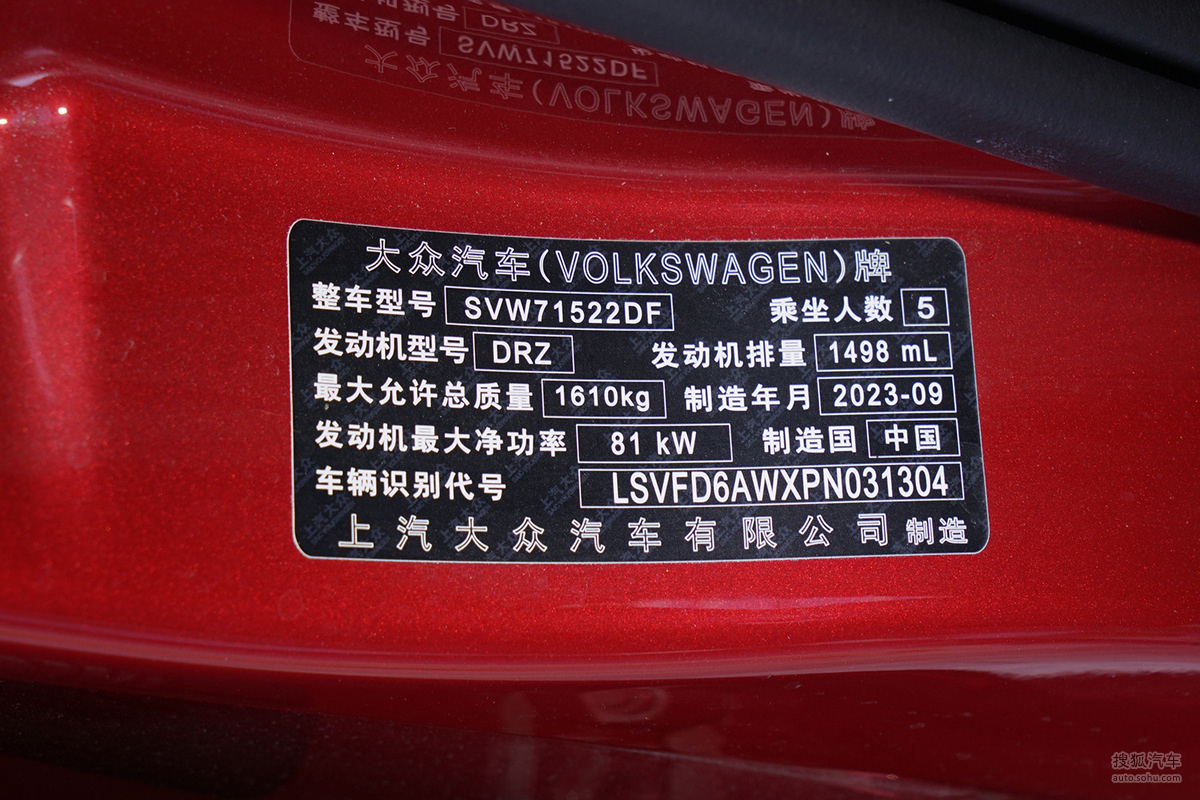 大众汽车(VOLKSWAGEN)牌
整车型号 SVW71522DF 乘坐人数 5
发动机型号 DRZ 发动机排量 1498 mL
最大允许总质量 1610kg 制造年月 2023-09
发动机最大净功率 81 kW 制造国 中国
车辆识别代号 LSVFD6AWXPN031304
上汽大众汽车有限公司 制造
搜狐汽车
auto.sohu.com